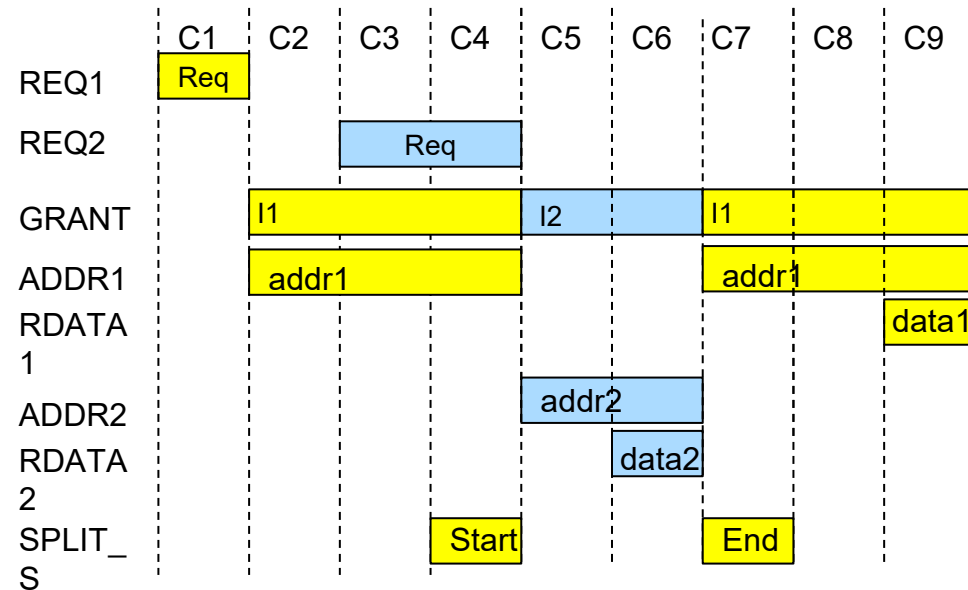 C1 C2 C3 C4 C5 C6 C7 C8 C9
REQ1 Req
REQ2 Req
GRANT I1 I2 I1
ADDR1 addr1 addr1
RDATA
1 data1
ADDR2 addr2
RDATA
2 data2
SPLIT_
S Start End